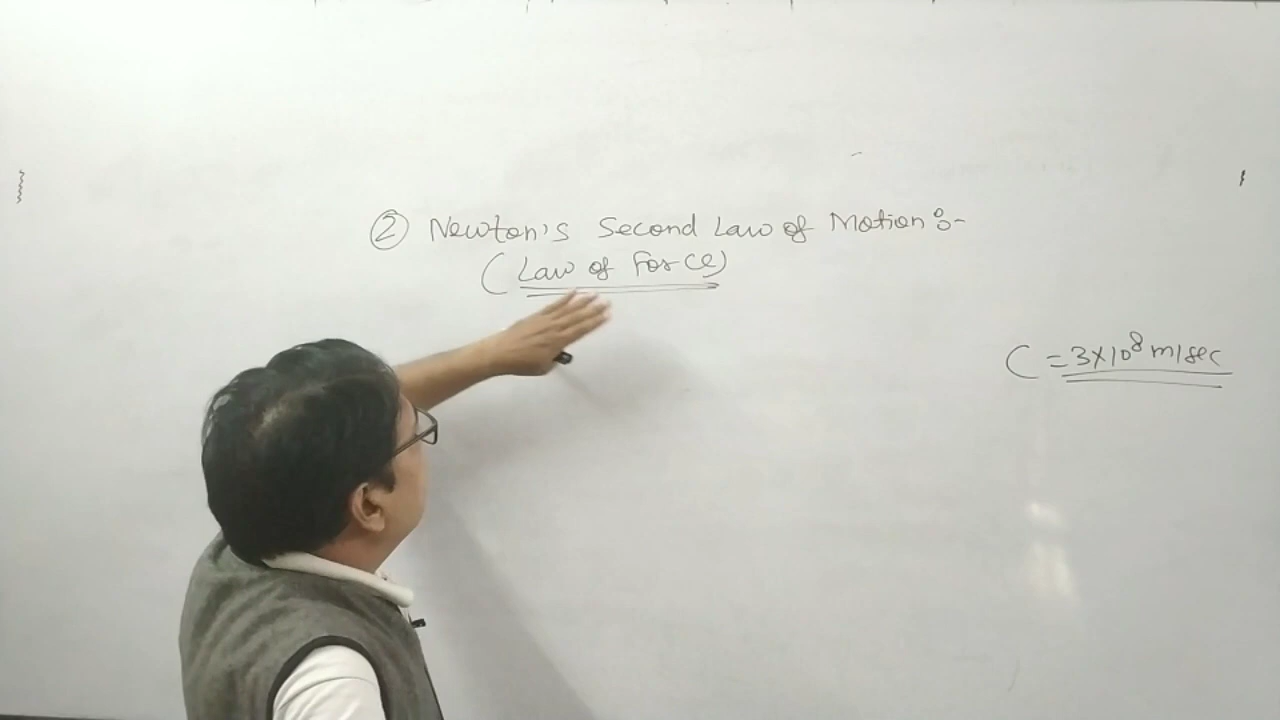 ② Newton's Second Law of Motion :-
(Law of Force)
C = 3×10⁸ m/sec